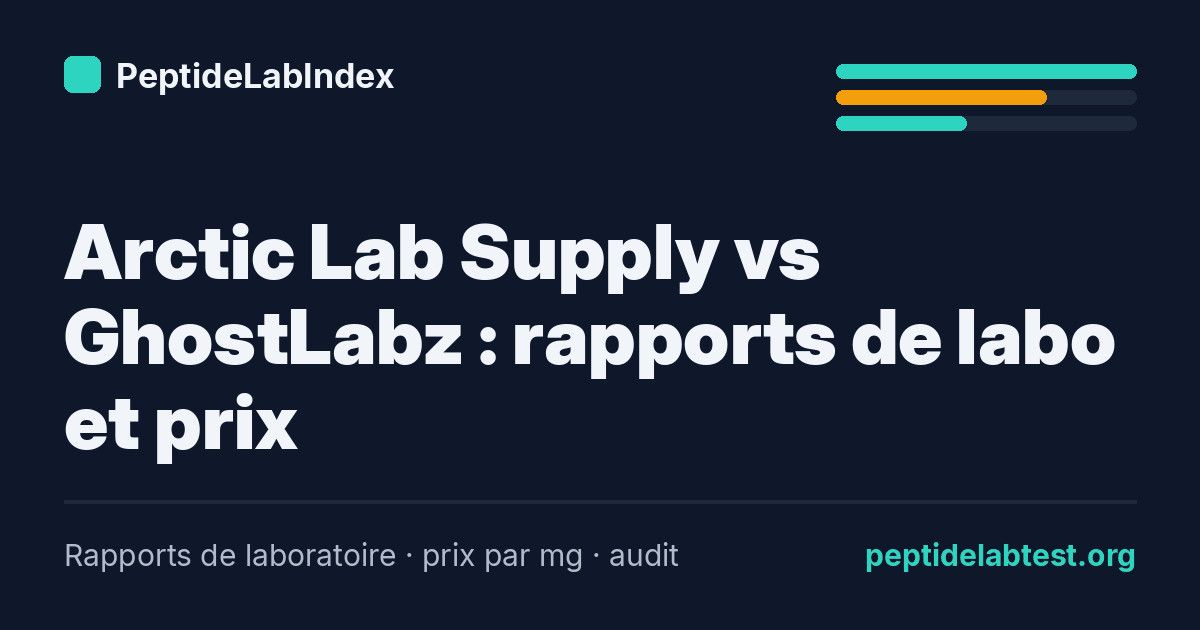 PeptideLabIndex
Arctic Lab Supply vs
GhostLabz : rapports de labo
et prix
Rapports de laboratoire · prix par mg · audit
peptidelabtest.org